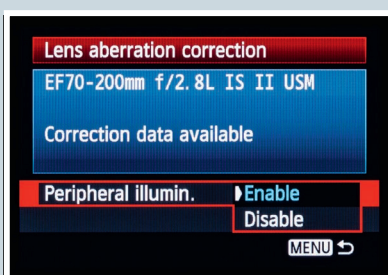 Lens aberration correction
EF70-200mm f/2.8L IS II USM
Correction data available
Peripheral illumin. Enable
Disable
MENU